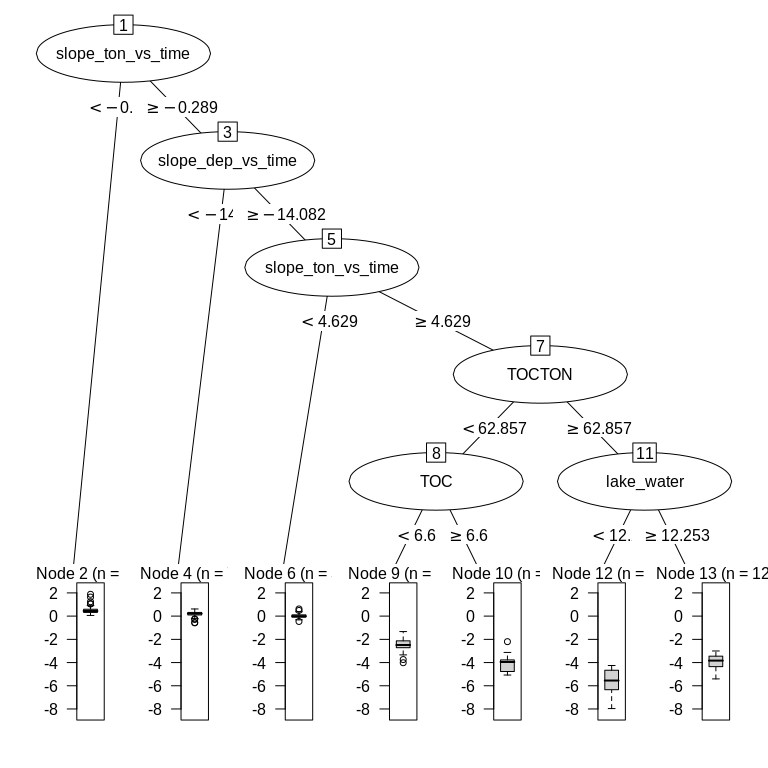 1
slope_ton_vs_time
< −0. ≥ −0.289
3
slope_dep_vs_time
< −14 ≥ −14.082
5
slope_ton_vs_time
< 4.629 ≥ 4.629
7
TOCTON
< 62.857 ≥ 62.857
8 11
TOC lake_water
< 6.6 ≥ 6.6 < 12. ≥ 12.253
Node 2 (n = Node 4 (n = Node 6 (n = Node 9 (n = Node 10 (n = Node 12 (n = Node 13 (n = 12
2 2 2 2 2 2 2
0 0 0 0 0 0 0
-2 -2 -2 -2 -2 -2 -2
-4 -4 -4 -4 -4 -4 -4
-6 -6 -6 -6 -6 -6 -6
-8 -8 -8 -8 -8 -8 -8